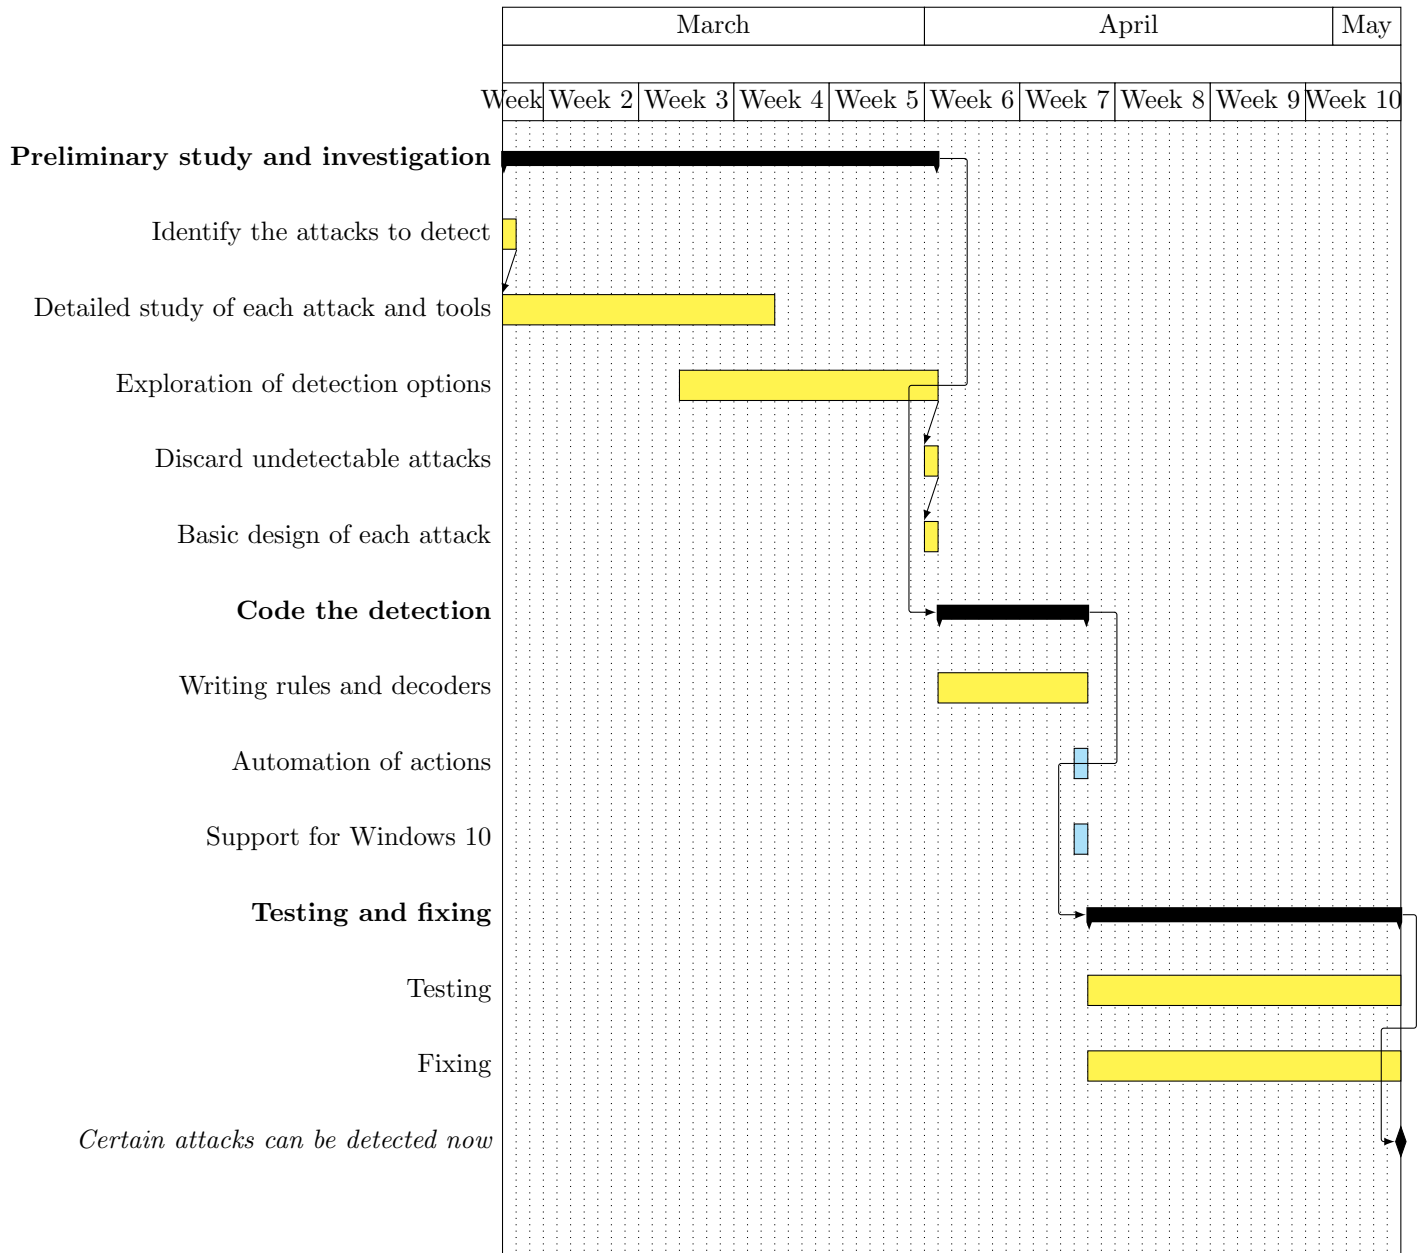 March April May
Week Week 2 Week 3 Week 4 Week 5 Week 6 Week 7 Week 8 Week 9 Week 10
Preliminary study and investigation
Identify the attacks to detect
Detailed study of each attack and tools
Exploration of detection options
Discard undetectable attacks
Basic design of each attack
Code the detection
Writing rules and decoders
Automation of actions
Support for Windows 10
Testing and fixing
Testing
Fixing
Certain attacks can be detected now